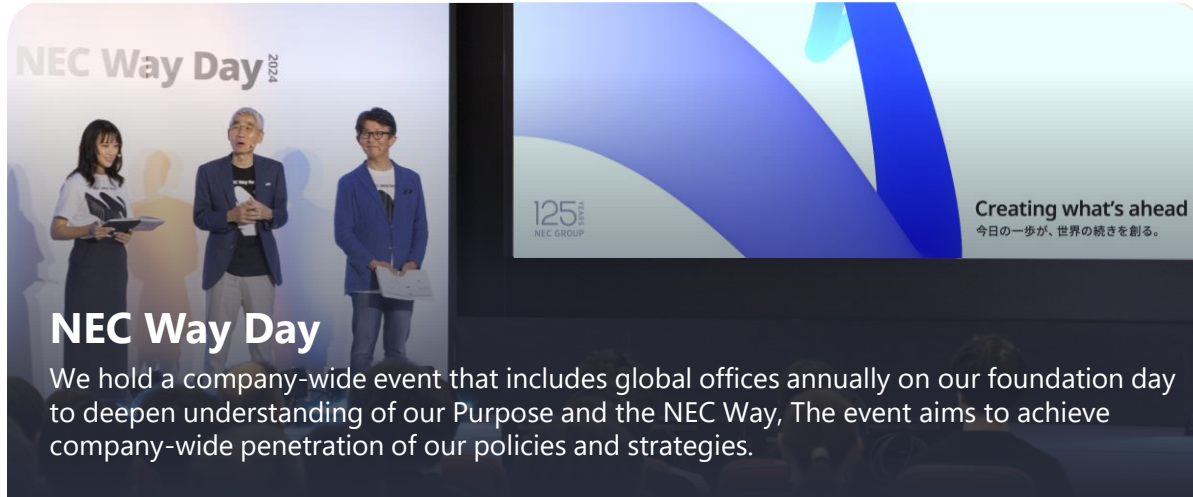 NEC Way Day 2024
125 YEARS
NEC GROUP
Creating what's ahead
今日の一歩が、世界の続きを創る。
NEC Way Day
We hold a company-wide event that includes global offices annually on our foundation day
to deepen understanding of our Purpose and the NEC Way, The event aims to achieve
company-wide penetration of our policies and strategies.